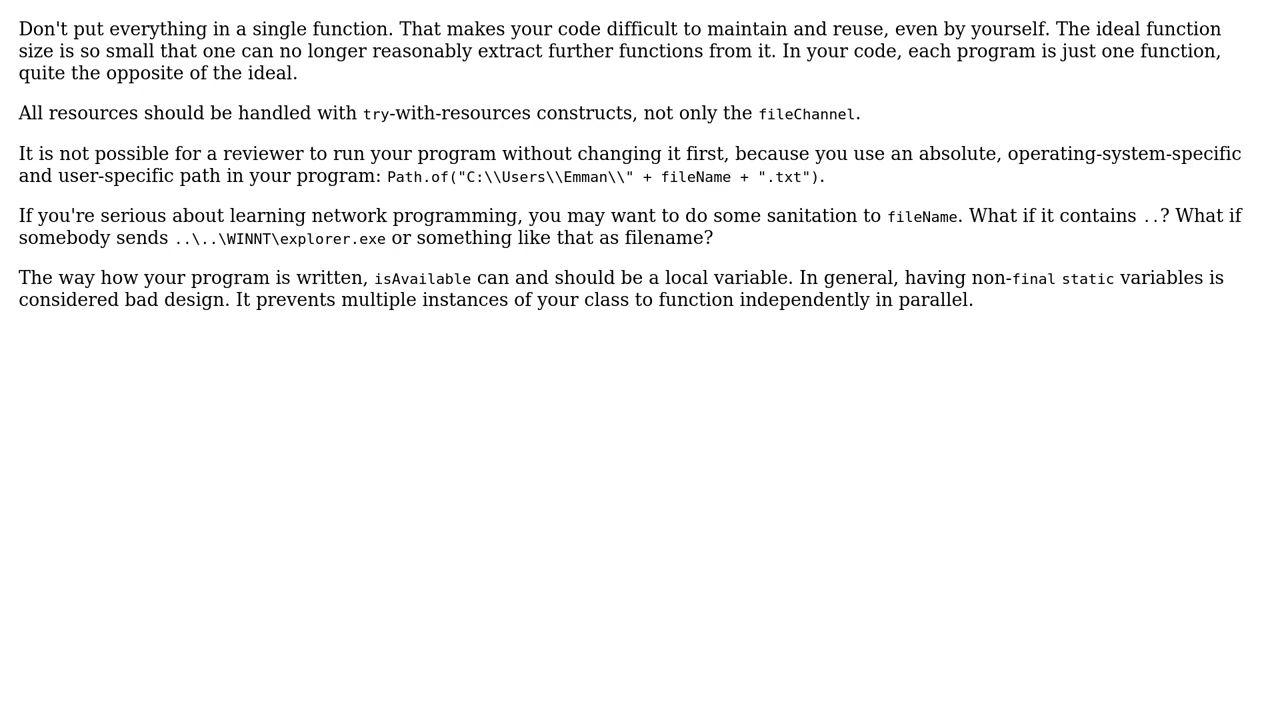 Don't put everything in a single function. That makes your code difficult to maintain and reuse, even by yourself. The ideal function
size is so small that one can no longer reasonably extract further functions from it. In your code, each program is just one function,
quite the opposite of the ideal.
All resources should be handled with try-with-resources constructs, not only the fileChannel.
It is not possible for a reviewer to run your program without changing it first, because you use an absolute, operating-system-specific
and user-specific path in your program: Path.of("C:\\Users\\Emman\\" + fileName + ".txt").
If you're serious about learning network programming, you may want to do some sanitation to fileName. What if it contains ..? What if
somebody sends ..\..\WINNT\explorer.exe or something like that as filename?
The way how your program is written, isAvailable can and should be a local variable. In general, having non-final static variables is
considered bad design. It prevents multiple instances of your class to function independently in parallel.